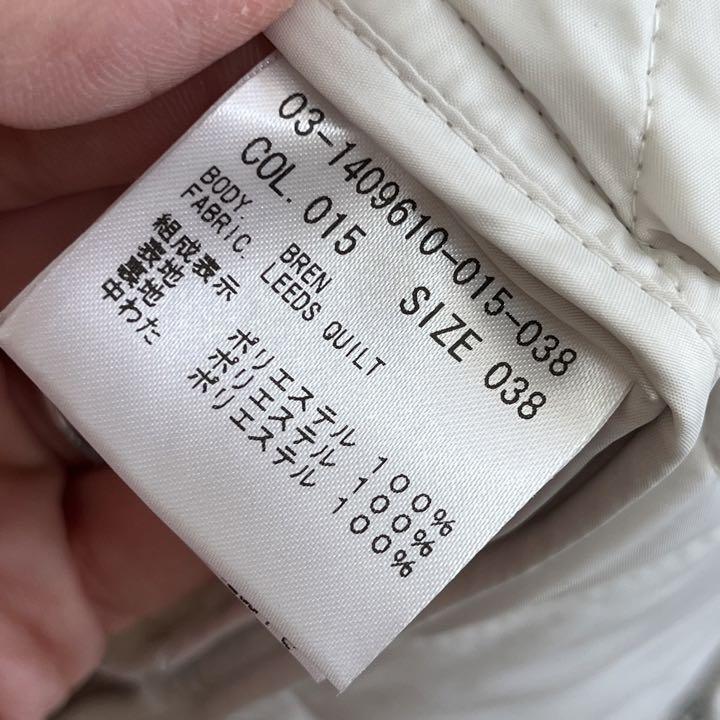 03-1409610-015-038
COL. 015 SIZE 038
BODY. BREN
FABRIC. LEEDS QUILT
組成表示
表地 ポリエステル 100%
裏地 ポリエステル 100%
中わた ポリエステル 100%